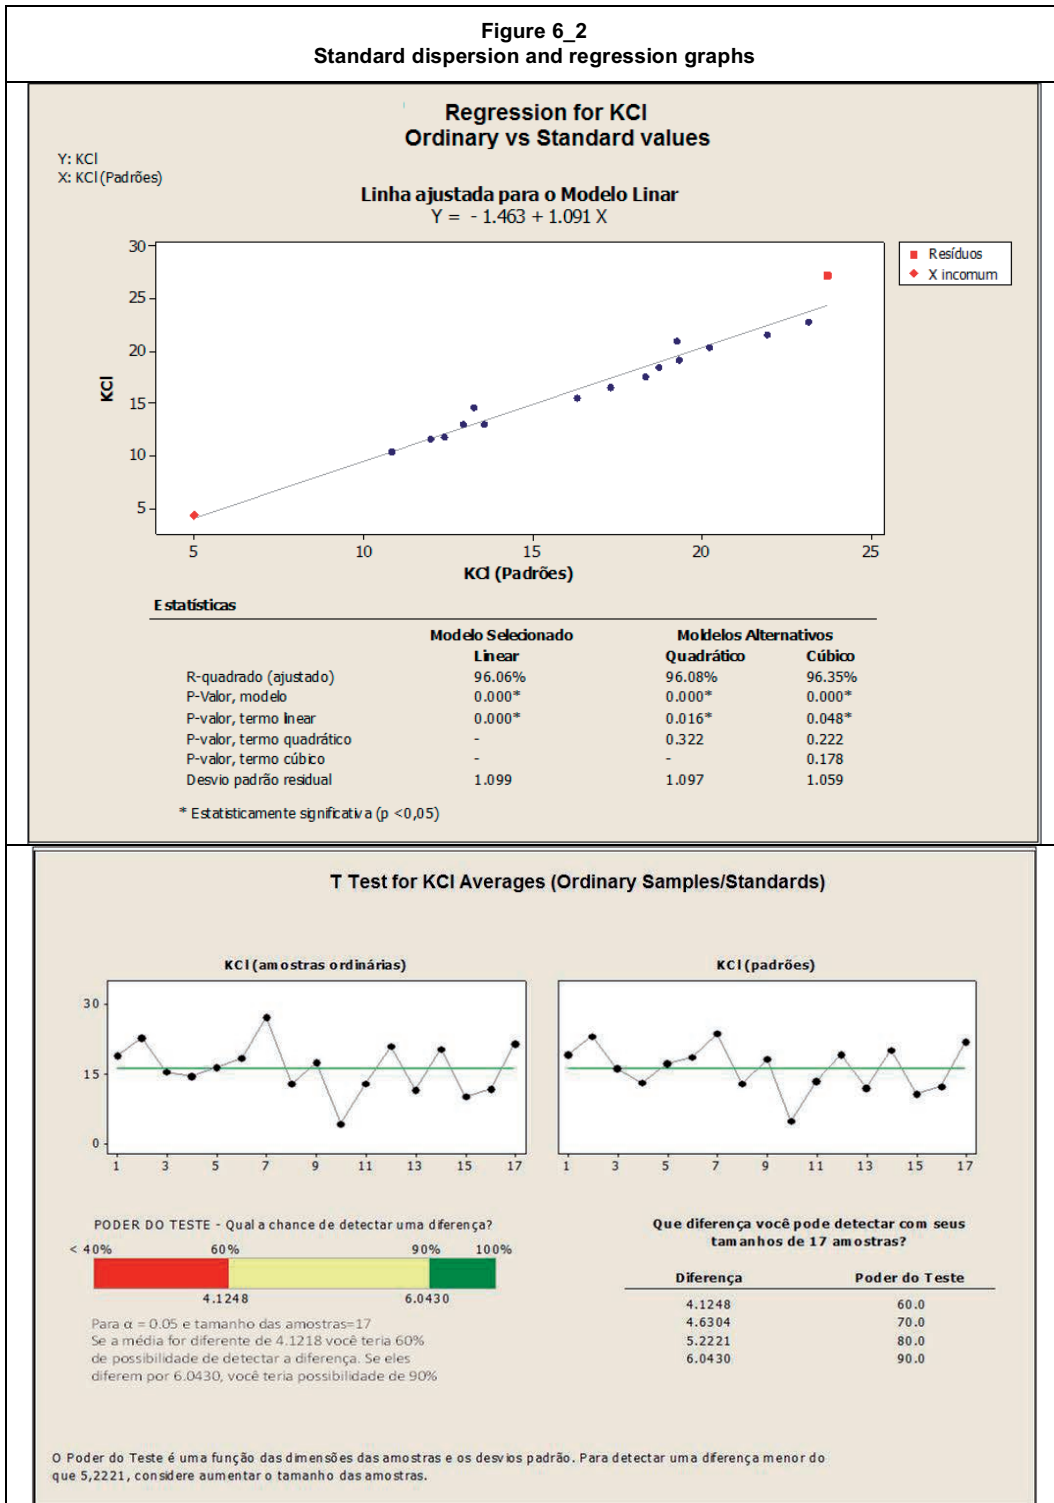 Figure 6_2
Standard dispersion and regression graphs
Regression for KCl
Ordinary vs Standard values
Y: KCl
X: KCl (Padrões)
Linha ajustada para o Modelo Linar
Y = - 1.463 + 1.091 X
Resíduos
X incomum
30
25
20
15
10
5
KCl
5 10 15 20 25
KCl (Padrões)
Estatísticas
Modelo Selecionado Moldelos Alternativos
Linear Quadrático Cúbico
R-quadrado (ajustado) 96.06% 96.08% 96.35%
P-Valor, modelo 0.000* 0.000* 0.000*
P-valor, termo linear 0.000* 0.016* 0.048*
P-valor, termo quadrático - 0.322 0.222
P-valor, termo cúbico - - 0.178
Desvio padrão residual 1.099 1.097 1.059
* Estatisticamente significativa (p <0,05)
T Test for KCl Averages (Ordinary Samples/Standards)
KCl (amostras ordinárias)
30
15
0
1 3 5 7 9 11 13 15 17
KCl (padrões)
1 3 5 7 9 11 13 15 17
PODER DO TESTE - Qual a chance de detectar uma diferença?
< 40% 60% 90% 100%
4.1248 6.0430
Para α = 0.05 e tamanho das amostras=17
Se a média for diferente de 4.1218 você teria 60%
de possibilidade de detectar a diferença. Se eles
diferem por 6.0430, você teria possibilidade de 90%
Que diferença você pode detectar com seus
tamanhos de 17 amostras?
Diferença Poder do Teste
4.1248 60.0
4.6304 70.0
5.2221 80.0
6.0430 90.0
O Poder do Teste é uma função das dimensões das amostras e os desvios padrão. Para detectar uma diferença menor do
que 5,2221, considere aumentar o tamanho das amostras.